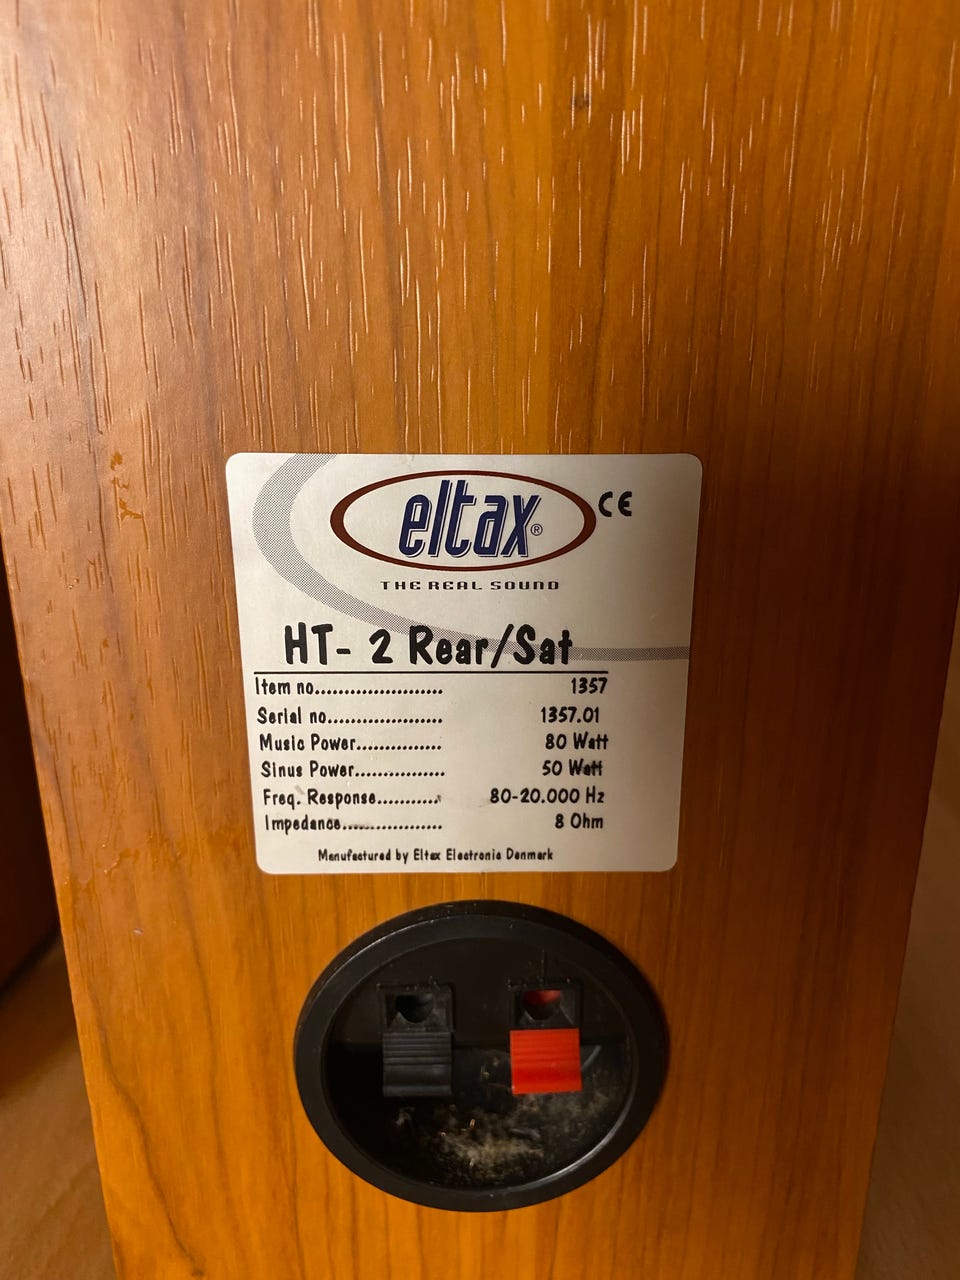 eltax® CE
THE REAL SOUND
HT- 2 Rear/Sat
Item no...................... 1357
Serial no.................... 1357.01
Music Power............... 80 Watt
Sinus Power................ 50 Watt
Freq. Response........... 80-20.000 Hz
Impedance.................. 8 Ohm
Manufactured by Eltax Electronic Denmark